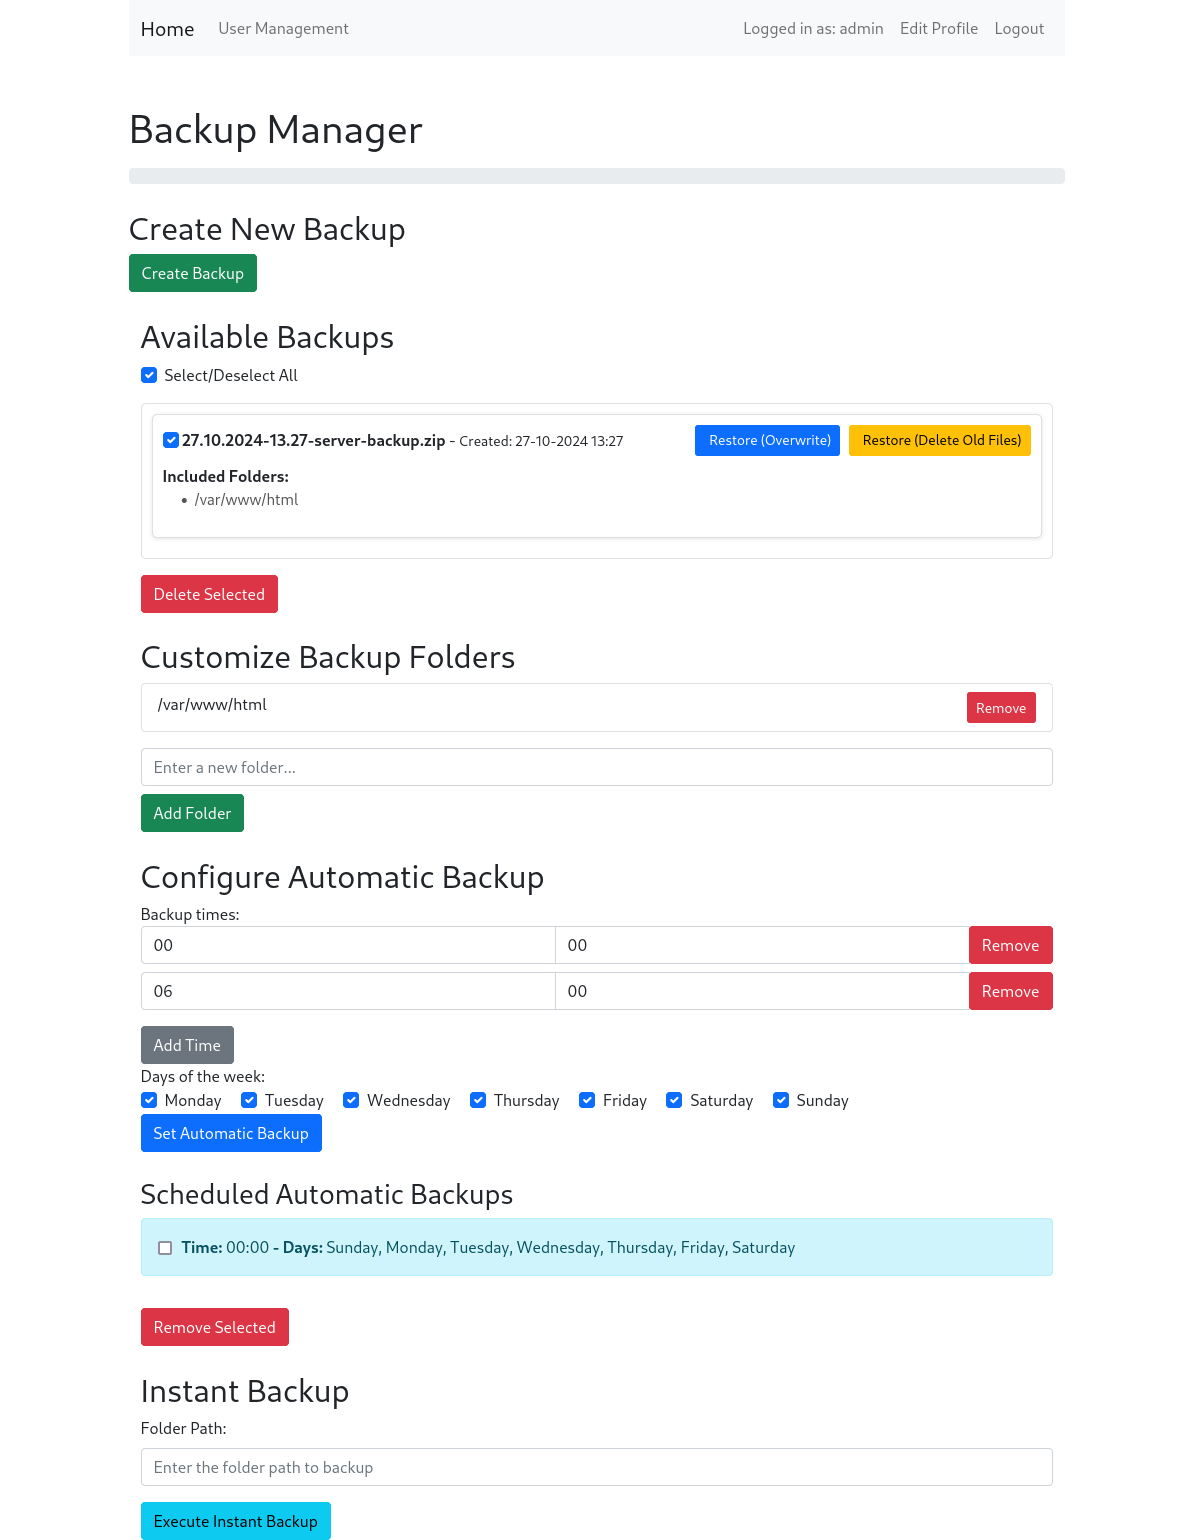 Home User Management Logged in as: admin Edit Profile Logout
Backup Manager
Create New Backup
Create Backup
Available Backups
Select/Deselect All
27.10.2024-13.27-server-backup.zip - Created: 27-10-2024 13:27 Restore (Overwrite) Restore (Delete Old Files)
Included Folders:
• /var/www/html
Delete Selected
Customize Backup Folders
/var/www/html Remove
Enter a new folder...
Add Folder
Configure Automatic Backup
Backup times:
00 00 Remove
06 00 Remove
Add Time
Days of the week:
Monday Tuesday Wednesday Thursday Friday Saturday Sunday
Set Automatic Backup
Scheduled Automatic Backups
Time: 00:00 - Days: Sunday, Monday, Tuesday, Wednesday, Thursday, Friday, Saturday
Remove Selected
Instant Backup
Folder Path:
Enter the folder path to backup
Execute Instant Backup